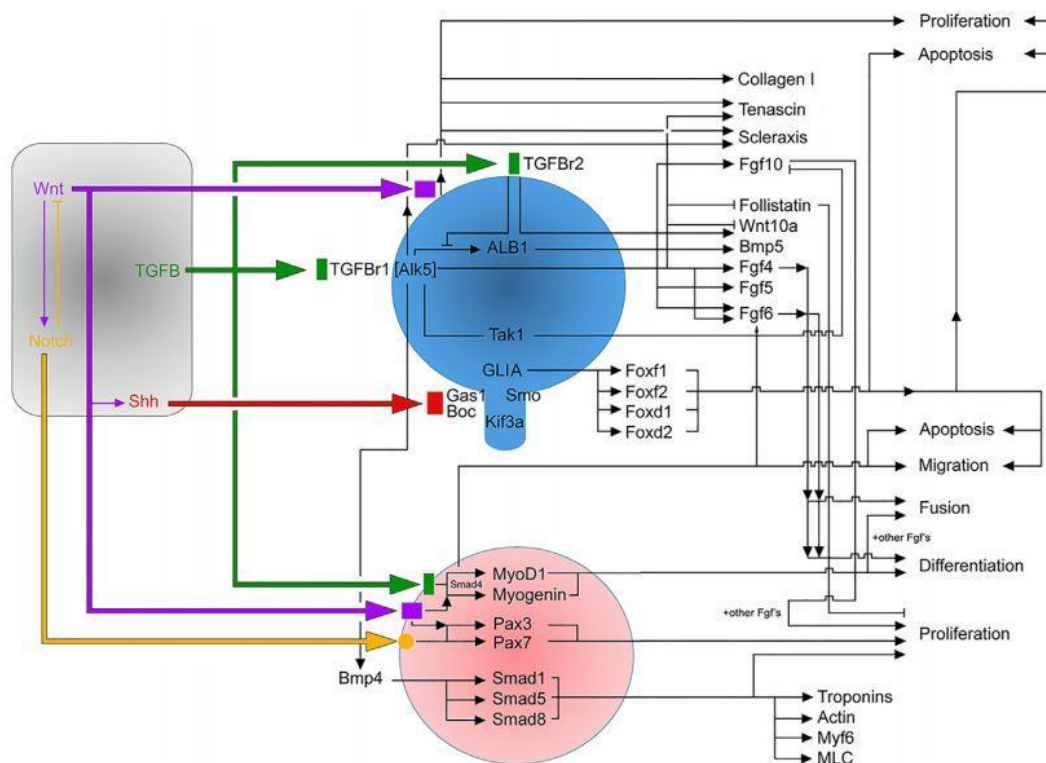 Proliferation
Apoptosis
Collagen I
Tenascin
Scleraxis
TGFBr2
Fgf10
Wnt
Follistatin
Wnt10a
ALB1
Bmp5
TGFB
TGFBr1 [Alk5]
Fgf4
Fgf5
Fgf6
Notch
Tak1
GLIA
Foxf1
Shh
Gas1
Smo
Foxf2
Boc
Foxd1
Kif3a
Foxd2
Apoptosis
Migration
Fusion
+other Fgf's
Differentiation
Smad4
MyoD1
Myogenin
+other Fgf's
Pax3
Proliferation
Pax7
Bmp4
Smad1
Smad5
Troponins
Smad8
Actin
Myf6
MLC